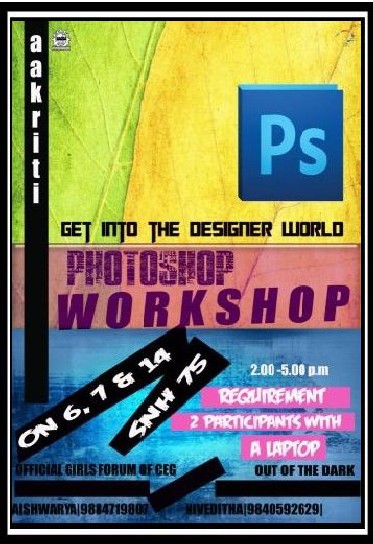 aakriti
Ps
GET INTO THE DESIGNER WORLD
PHOTOSHOP
WORKSHOP
ON 6, 7 & 14
SNH 75
2.00 -5.00 p.m
REQUIREMENT
2 PARTICIPANTS WITH
A LAPTOP
OFFICIAL GIRLS FORUM OF CEG
OUT OF THE DARK
AISHWARYA|9884719807
NIVEDITHA|9840592629|